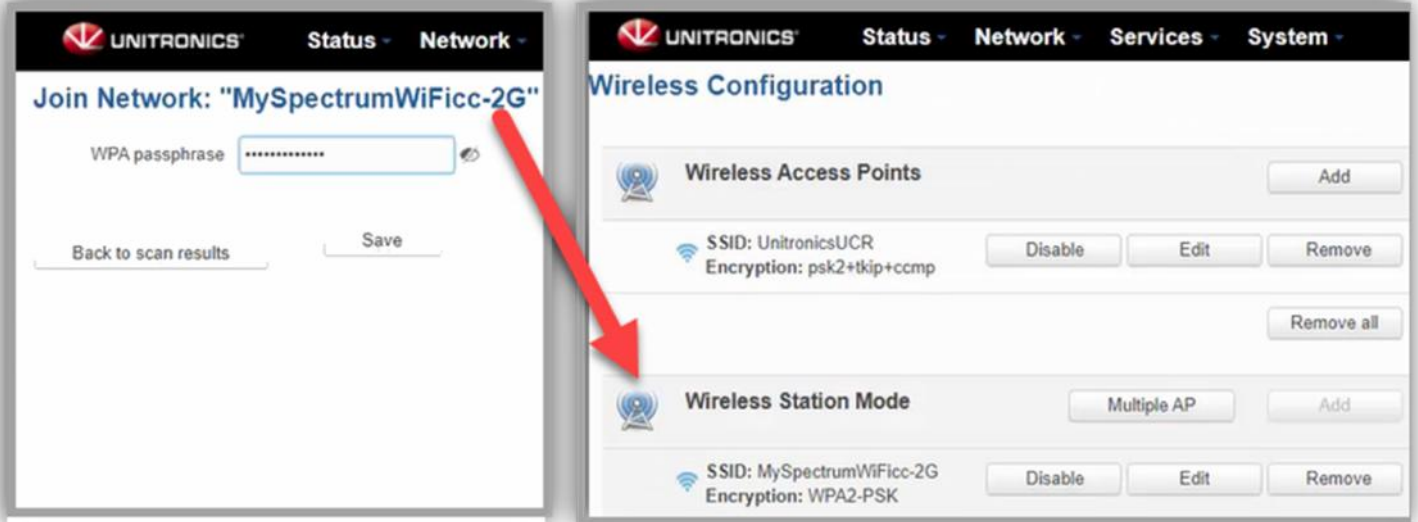 UNITRONICS
Status
Network
Join Network: "MySpectrumWiFicc-2G"
WPA passphrase
•••••••••••••
Back to scan results
Save
UNITRONICS
Status
Network
Services
System
Wireless Configuration
Wireless Access Points
Add
SSID: UnitronicsUCR
Encryption: psk2+tkip+ccmp
Disable
Edit
Remove
Remove all
Wireless Station Mode
Multiple AP
Add
SSID: MySpectrumWiFicc-2G
Encryption: WPA2-PSK
Disable
Edit
Remove